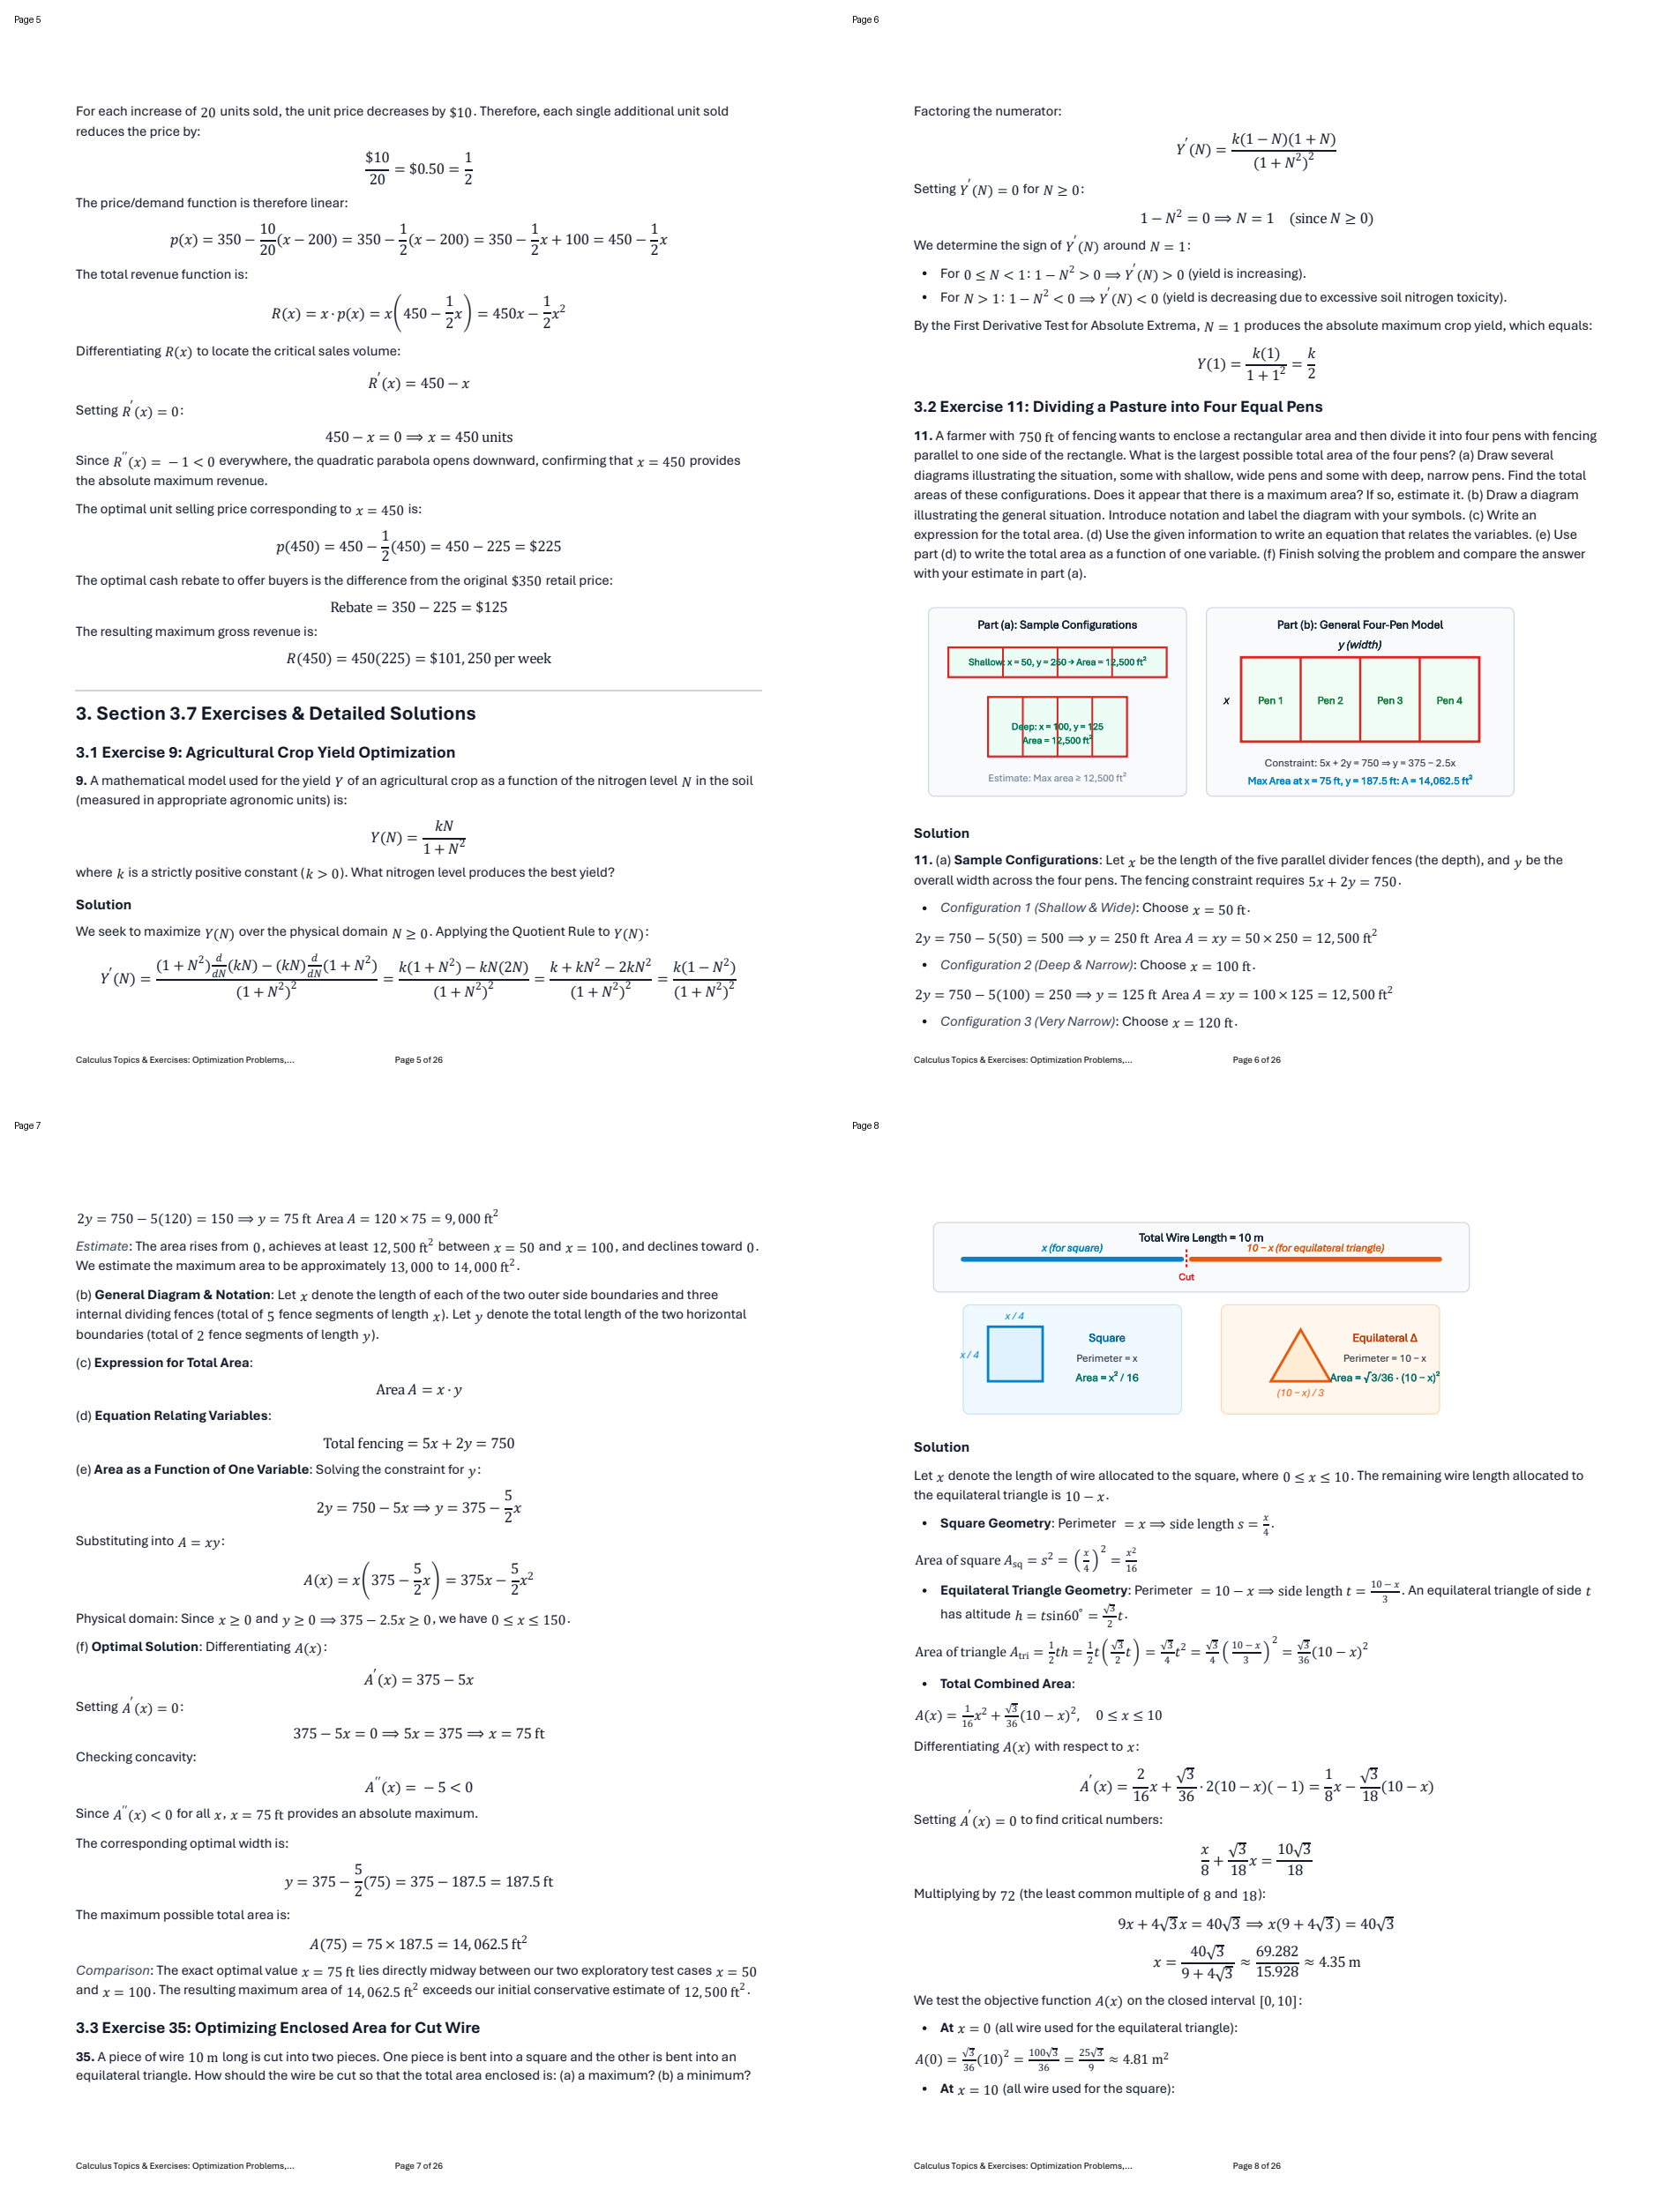 Page 5
For each increase of 20 units sold, the unit price decreases by $10. Therefore, each single additional unit sold
reduces the price by:
$10/20 = $0.50 = 1/2
The price/demand function is therefore linear:
p(x) = 350 − 10/20(x − 200) = 350 − 1/2(x − 200) = 350 − 1/2x + 100 = 450 − 1/2x
The total revenue function is:
R(x) = x · p(x) = x(450 − 1/2x) = 450x − 1/2x²
Differentiating R(x) to locate the critical sales volume:
R′(x) = 450 − x
Setting R′(x) = 0:
450 − x = 0 ⟹ x = 450 units
Since R″(x) = −1 < 0 everywhere, the quadratic parabola opens downward, confirming that x = 450 provides
the absolute maximum revenue.
The optimal unit selling price corresponding to x = 450 is:
p(450) = 450 − 1/2(450) = 450 − 225 = $225
The optimal cash rebate to offer buyers is the difference from the original $350 retail price:
Rebate = 350 − 225 = $125
The resulting maximum gross revenue is:
R(450) = 450(225) = $101,250 per week
3. Section 3.7 Exercises & Detailed Solutions
3.1 Exercise 9: Agricultural Crop Yield Optimization
9. A mathematical model used for the yield Y of an agricultural crop as a function of the nitrogen level N in the soil
(measured in appropriate agronomic units) is:
Y(N) = kN/(1 + N²)
where k is a strictly positive constant (k > 0). What nitrogen level produces the best yield?
Solution
We seek to maximize Y(N) over the physical domain N ≥ 0. Applying the Quotient Rule to Y(N):
Y′(N) = ((1 + N²) d/dN(kN) − (kN) d/dN(1 + N²))/(1 + N²)² = (k(1 + N²) − kN(2N))/(1 + N²)² = (k + kN² − 2kN²)/(1 + N²)² = k(1 − N²)/(1 + N²)²
Calculus Topics & Exercises: Optimization Problems,... Page 5 of 26
Page 6
Factoring the numerator:
Y′(N) = k(1 − N)(1 + N)/(1 + N²)²
Setting Y′(N) = 0 for N ≥ 0:
1 − N² = 0 ⟹ N = 1 (since N ≥ 0)
We determine the sign of Y′(N) around N = 1:
• For 0 ≤ N < 1: 1 − N² > 0 ⟹ Y′(N) > 0 (yield is increasing).
• For N > 1: 1 − N² < 0 ⟹ Y′(N) < 0 (yield is decreasing due to excessive soil nitrogen toxicity).
By the First Derivative Test for Absolute Extrema, N = 1 produces the absolute maximum crop yield, which equals:
Y(1) = k(1)/(1 + 1²) = k/2
3.2 Exercise 11: Dividing a Pasture into Four Equal Pens
11. A farmer with 750 ft of fencing wants to enclose a rectangular area and then divide it into four pens with fencing
parallel to one side of the rectangle. What is the largest possible total area of the four pens? (a) Draw several
diagrams illustrating the situation, some with shallow, wide pens and some with deep, narrow pens. Find the total
areas of these configurations. Does it appear that there is a maximum area? If so, estimate it. (b) Draw a diagram
illustrating the general situation. Introduce notation and label the diagram with your symbols. (c) Write an
expression for the total area. (d) Use the given information to write an equation that relates the variables. (e) Use
part (d) to write the total area as a function of one variable. (f) Finish solving the problem and compare the answer
with your estimate in part (a).
Part (a): Sample Configurations
Shallow: x = 50, y = 250 → Area = 12,500 ft²
Deep: x = 100, y = 125
Area = 12,500 ft²
Estimate: Max area ≥ 12,500 ft²
Part (b): General Four-Pen Model
y (width)
x
Pen 1 Pen 2 Pen 3 Pen 4
Constraint: 5x + 2y = 750 ⇒ y = 375 − 2.5x
Max Area at x = 75 ft, y = 187.5 ft: A = 14,062.5 ft²
Solution
11. (a) Sample Configurations: Let x be the length of the five parallel divider fences (the depth), and y be the
overall width across the four pens. The fencing constraint requires 5x + 2y = 750.
• Configuration 1 (Shallow & Wide): Choose x = 50 ft.
2y = 750 − 5(50) = 500 ⟹ y = 250 ft Area A = xy = 50 × 250 = 12,500 ft²
• Configuration 2 (Deep & Narrow): Choose x = 100 ft.
2y = 750 − 5(100) = 250 ⟹ y = 125 ft Area A = xy = 100 × 125 = 12,500 ft²
• Configuration 3 (Very Narrow): Choose x = 120 ft.
Calculus Topics & Exercises: Optimization Problems,... Page 6 of 26
Page 7
2y = 750 − 5(120) = 150 ⟹ y = 75 ft Area A = 120 × 75 = 9,000 ft²
Estimate: The area rises from 0, achieves at least 12,500 ft² between x = 50 and x = 100, and declines toward 0.
We estimate the maximum area to be approximately 13,000 to 14,000 ft².
(b) General Diagram & Notation: Let x denote the length of each of the two outer side boundaries and three
internal dividing fences (total of 5 fence segments of length x). Let y denote the total length of the two horizontal
boundaries (total of 2 fence segments of length y).
(c) Expression for Total Area:
Area A = x · y
(d) Equation Relating Variables:
Total fencing = 5x + 2y = 750
(e) Area as a Function of One Variable: Solving the constraint for y:
2y = 750 − 5x ⟹ y = 375 − 5/2x
Substituting into A = xy:
A(x) = x(375 − 5/2x) = 375x − 5/2x²
Physical domain: Since x ≥ 0 and y ≥ 0 ⟹ 375 − 2.5x ≥ 0, we have 0 ≤ x ≤ 150.
(f) Optimal Solution: Differentiating A(x):
A′(x) = 375 − 5x
Setting A′(x) = 0:
375 − 5x = 0 ⟹ 5x = 375 ⟹ x = 75 ft
Checking concavity:
A″(x) = −5 < 0
Since A″(x) < 0 for all x, x = 75 ft provides an absolute maximum.
The corresponding optimal width is:
y = 375 − 5/2(75) = 375 − 187.5 = 187.5 ft
The maximum possible total area is:
A(75) = 75 × 187.5 = 14,062.5 ft²
Comparison: The exact optimal value x = 75 ft lies directly midway between our two exploratory test cases x = 50
and x = 100. The resulting maximum area of 14,062.5 ft² exceeds our initial conservative estimate of 12,500 ft².
3.3 Exercise 35: Optimizing Enclosed Area for Cut Wire
35. A piece of wire 10 m long is cut into two pieces. One piece is bent into a square and the other is bent into an
equilateral triangle. How should the wire be cut so that the total area enclosed is: (a) a maximum? (b) a minimum?
Calculus Topics & Exercises: Optimization Problems,... Page 7 of 26
Page 8
Total Wire Length = 10 m
x (for square) 10 − x (for equilateral triangle)
Cut
x / 4
x / 4
Square
Perimeter = x
Area = x² / 16
Equilateral Δ
Perimeter = 10 − x
Area = √3/36 · (10 − x)²
(10 − x) / 3
Solution
Let x denote the length of wire allocated to the square, where 0 ≤ x ≤ 10. The remaining wire length allocated to
the equilateral triangle is 10 − x.
• Square Geometry: Perimeter = x ⟹ side length s = x/4.
Area of square A_sq = s² = (x/4)² = x²/16
• Equilateral Triangle Geometry: Perimeter = 10 − x ⟹ side length t = (10 − x)/3. An equilateral triangle of side t
has altitude h = tsin60° = √3/2 t.
Area of triangle A_tri = 1/2 th = 1/2 t(√3/2 t) = √3/4 t² = √3/4 ((10 − x)/3)² = √3/36 (10 − x)²
• Total Combined Area:
A(x) = 1/16 x² + √3/36 (10 − x)², 0 ≤ x ≤ 10
Differentiating A(x) with respect to x:
A′(x) = 2/16 x + √3/36 · 2(10 − x)(−1) = 1/8 x − √3/18 (10 − x)
Setting A′(x) = 0 to find critical numbers:
x/8 + √3/18 x = 10√3/18
Multiplying by 72 (the least common multiple of 8 and 18):
9x + 4√3x = 40√3 ⟹ x(9 + 4√3) = 40√3
x = 40√3/(9 + 4√3) ≈ 69.282/15.928 ≈ 4.35 m
We test the objective function A(x) on the closed interval [0, 10]:
• At x = 0 (all wire used for the equilateral triangle):
A(0) = √3/36 (10)² = 100√3/36 = 25√3/9 ≈ 4.81 m²
• At x = 10 (all wire used for the square):
Calculus Topics & Exercises: Optimization Problems,... Page 8 of 26